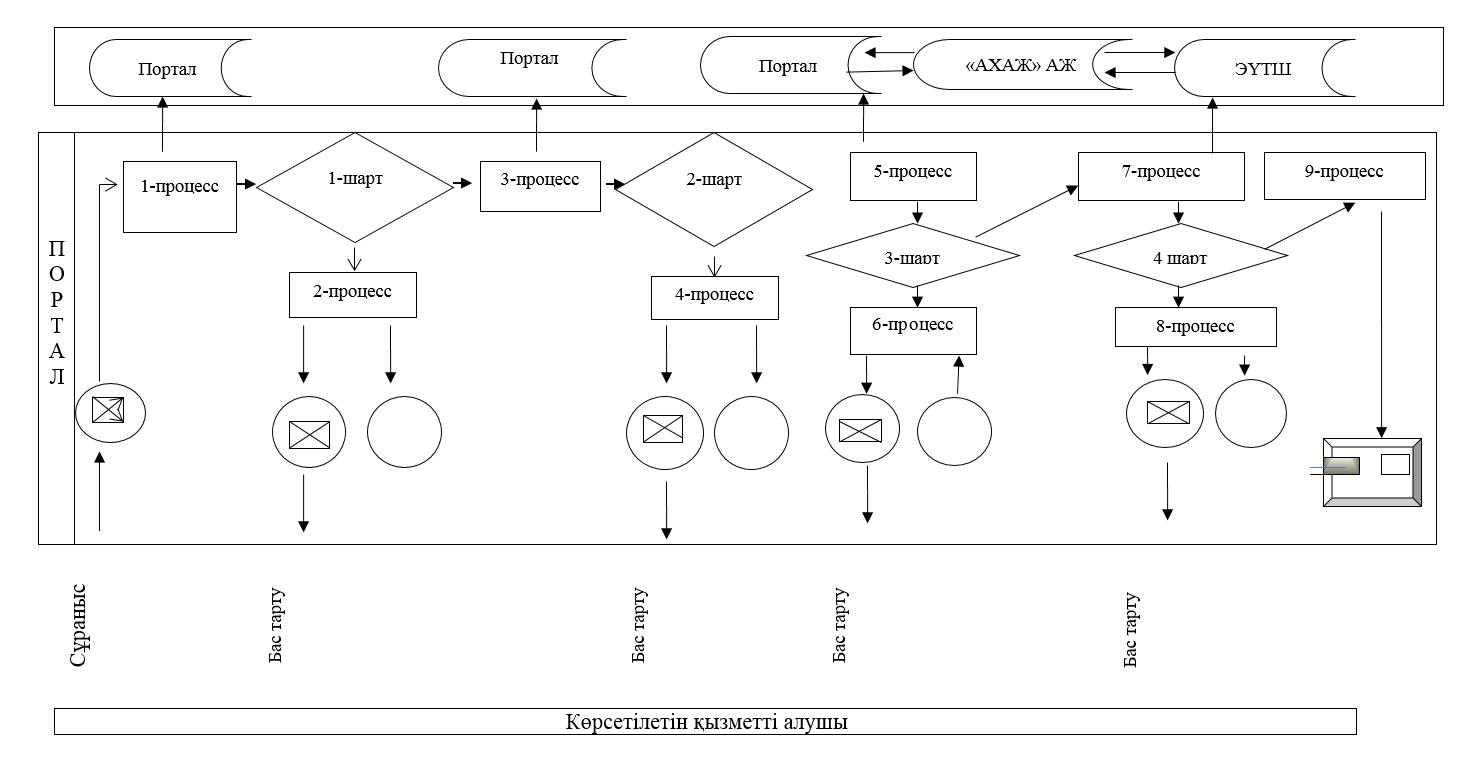 Портал
Портал
Портал
«АХАЖ» АЖ
ЭҮТШ
ПОРТАЛ
1-процесс
1-шарт
3-процесс
2-шарт
5-процесс
7-процесс
9-процесс
3-шарт
4 шарт
2-процесс
4-процесс
6-процесс
8-процесс
Сұраныс
Бас тарту
Бас тарту
Бас тарту
Бас тарту
Көрсетілетін қызметті алушы